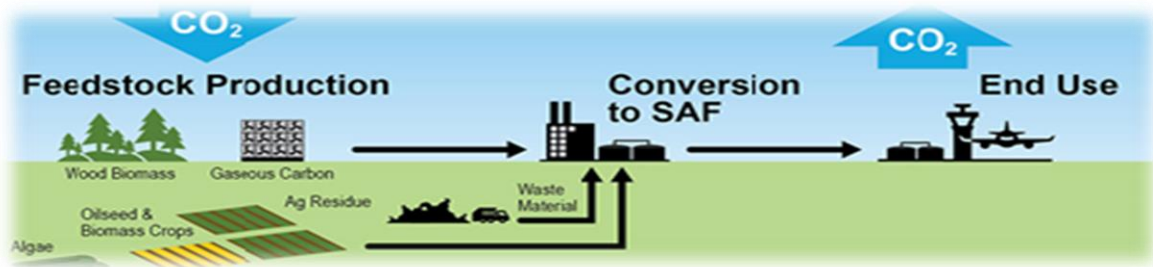 CO₂
CO₂
Feedstock Production
Conversion
to SAF
End Use
Wood Biomass
Gaseous Carbon
Ag Residue
Waste
Material
Oilseed &
Biomass Crops
Algae